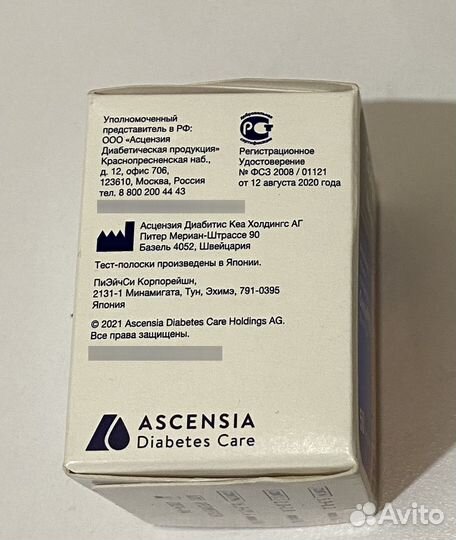 Уполномоченный
представитель в РФ:
ООО «Асцензия
Диабетическая продукция»
Краснопресненская наб.,
д. 12, офис 706,
123610, Москва, Россия
тел. 8 800 200 44 43
Регистрационное
Удостоверение
№ ФСЗ 2008 / 01121
от 12 августа 2020 года
Асцензия Диабитис Кеа Холдингс АГ
Питер Мериан-Штрассе 90
Базель 4052, Швейцария
Тест-полоски произведены в Японии.
ПиЭйчСи Корпорейшн,
2131-1 Минамигата, Тун, Эхимэ, 791-0395
Япония
© 2021 Ascensia Diabetes Care Holdings AG.
Все права защищены.
ASCENSIA
Diabetes Care
Avito